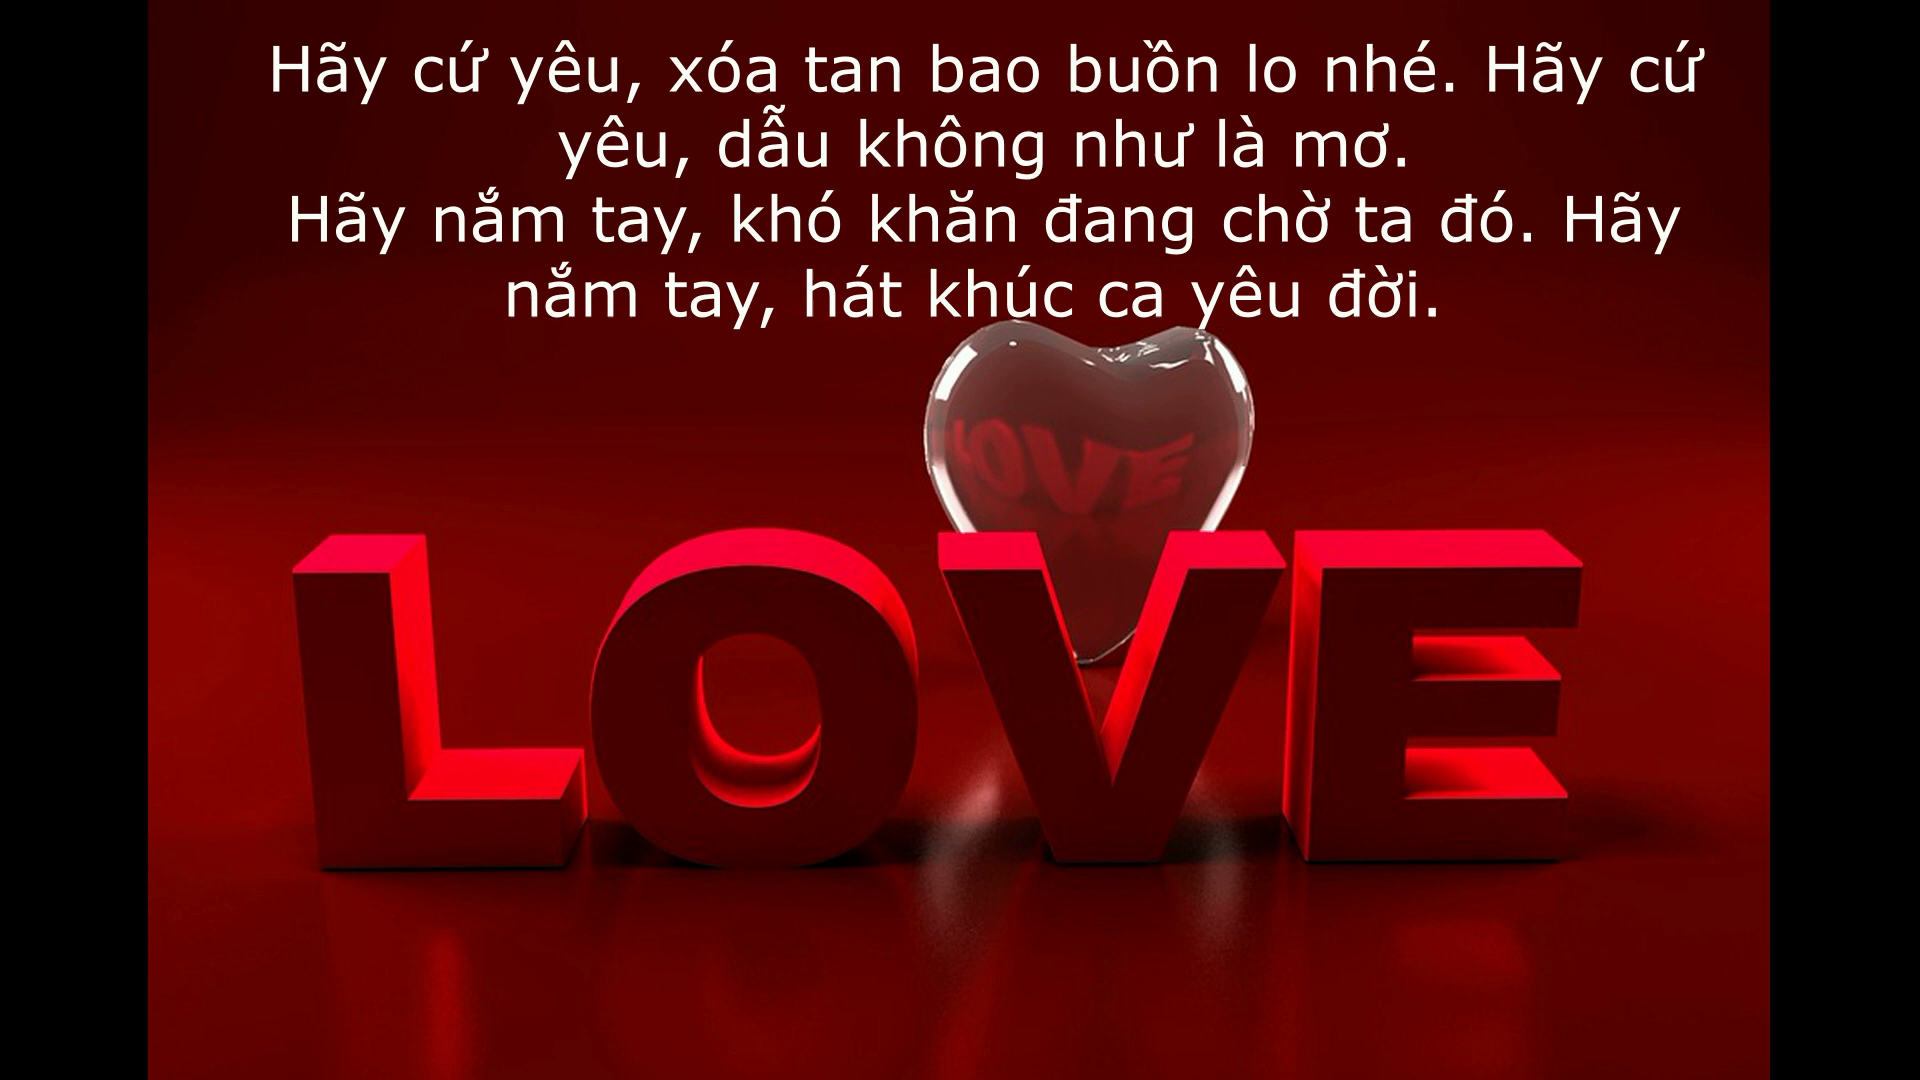 Hãy cứ yêu, xóa tan bao buồn lo nhé. Hãy cứ
yêu, dẫu không như là mơ.
Hãy nắm tay, khó khăn đang chờ ta đó. Hãy
nắm tay, hát khúc ca yêu đời.
LOVE
LOVE